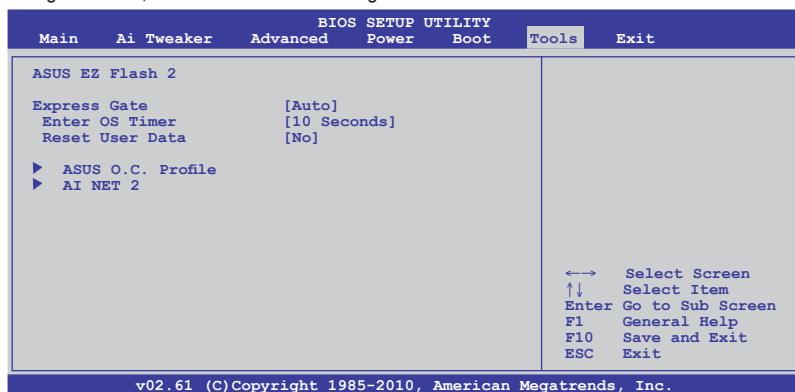 BIOS SETUP UTILITY
Main Ai Tweaker Advanced Power Boot Tools Exit
ASUS EZ Flash 2
Express Gate [Auto]
Enter OS Timer [10 Seconds]
Reset User Data [No]
ASUS O.C. Profile
AI NET 2
←→ Select Screen
↑↓ Select Item
Enter Go to Sub Screen
F1 General Help
F10 Save and Exit
ESC Exit
v02.61 (C)Copyright 1985-2010, American Megatrends, Inc.